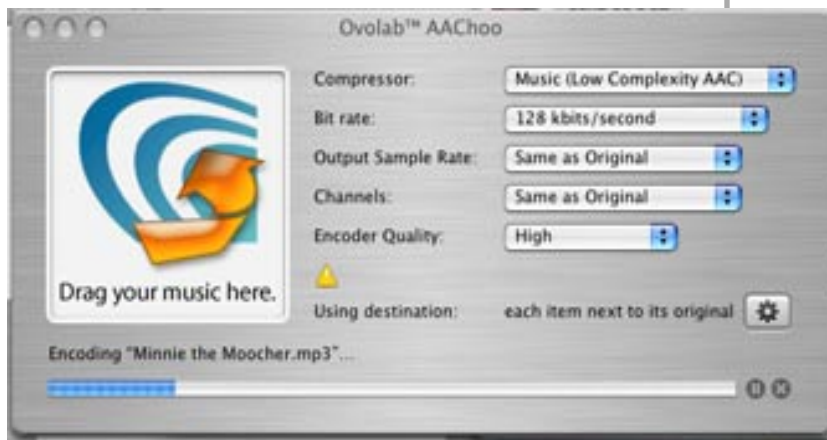 Ovolab™ AAChoo
Compressor: Music (Low Complexity AAC)
Bit rate: 128 kbits/second
Output Sample Rate: Same as Original
Channels: Same as Original
Encoder Quality: High
Drag your music here.
Using destination: each item next to its original
Encoding "Minnie the Moocher.mp3"...